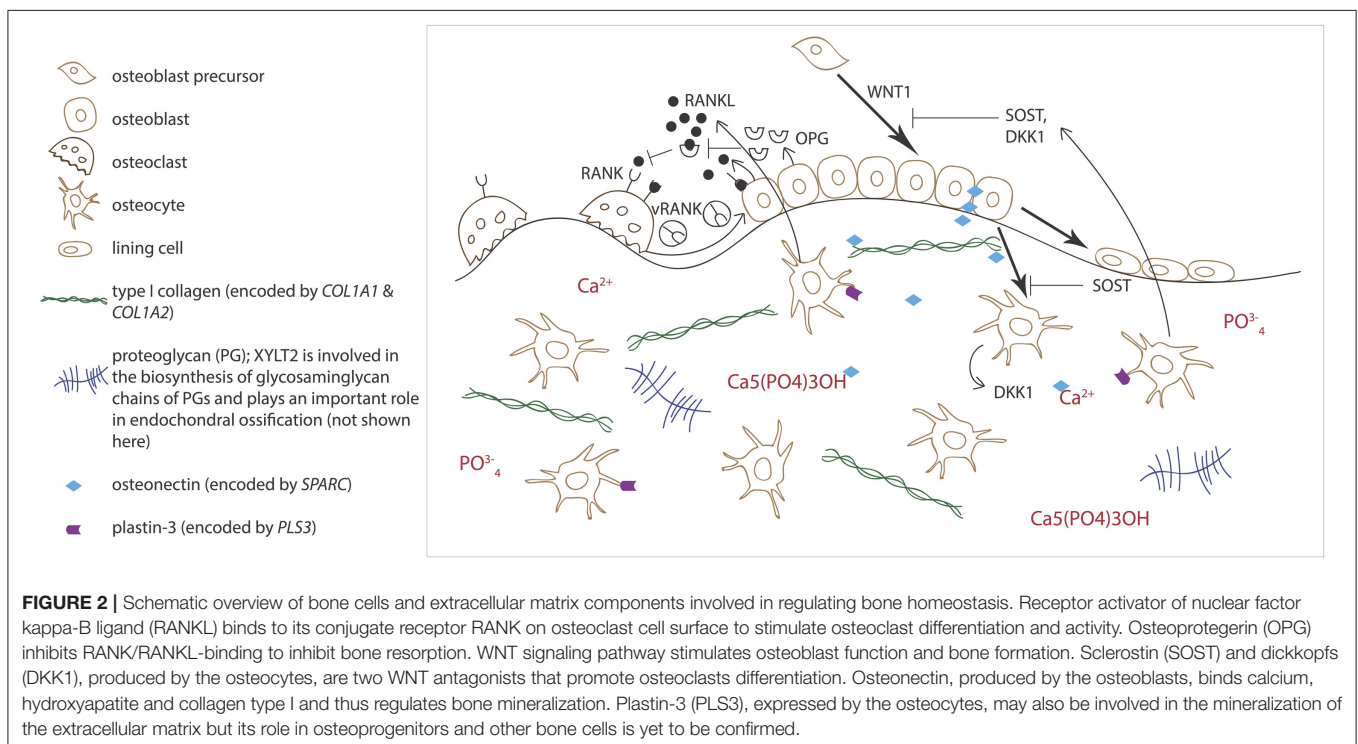 osteoblast precursor
osteoblast
osteoclast
osteocyte
lining cell
type I collagen (encoded by COL1A1 &
COL1A2)
proteoglycan (PG); XYLT2 is involved in
the biosynthesis of glycosaminglycan
chains of PGs and plays an important role
in endochondral ossification (not shown
here)
osteonectin (encoded by SPARC)
plastin-3 (encoded by PLS3)
WNT1
RANKL
SOST,
DKK1
OPG
RANK
vRANK
Ca2+
SOST
PO3-4
Ca5(PO4)3OH
DKK1
Ca2+
PO3-4
Ca5(PO4)3OH
FIGURE 2 | Schematic overview of bone cells and extracellular matrix components involved in regulating bone homeostasis. Receptor activator of nuclear factor
kappa-B ligand (RANKL) binds to its conjugate receptor RANK on osteoclast cell surface to stimulate osteoclast differentiation and activity. Osteoprotegerin (OPG)
inhibits RANK/RANKL-binding to inhibit bone resorption. WNT signaling pathway stimulates osteoblast function and bone formation. Sclerostin (SOST) and dickkopfs
(DKK1), produced by the osteocytes, are two WNT antagonists that promote osteoclasts differentiation. Osteonectin, produced by the osteoblasts, binds calcium,
hydroxyapatite and collagen type I and thus regulates bone mineralization. Plastin-3 (PLS3), expressed by the osteocytes, may also be involved in the mineralization of
the extracellular matrix but its role in osteoprogenitors and other bone cells is yet to be confirmed.